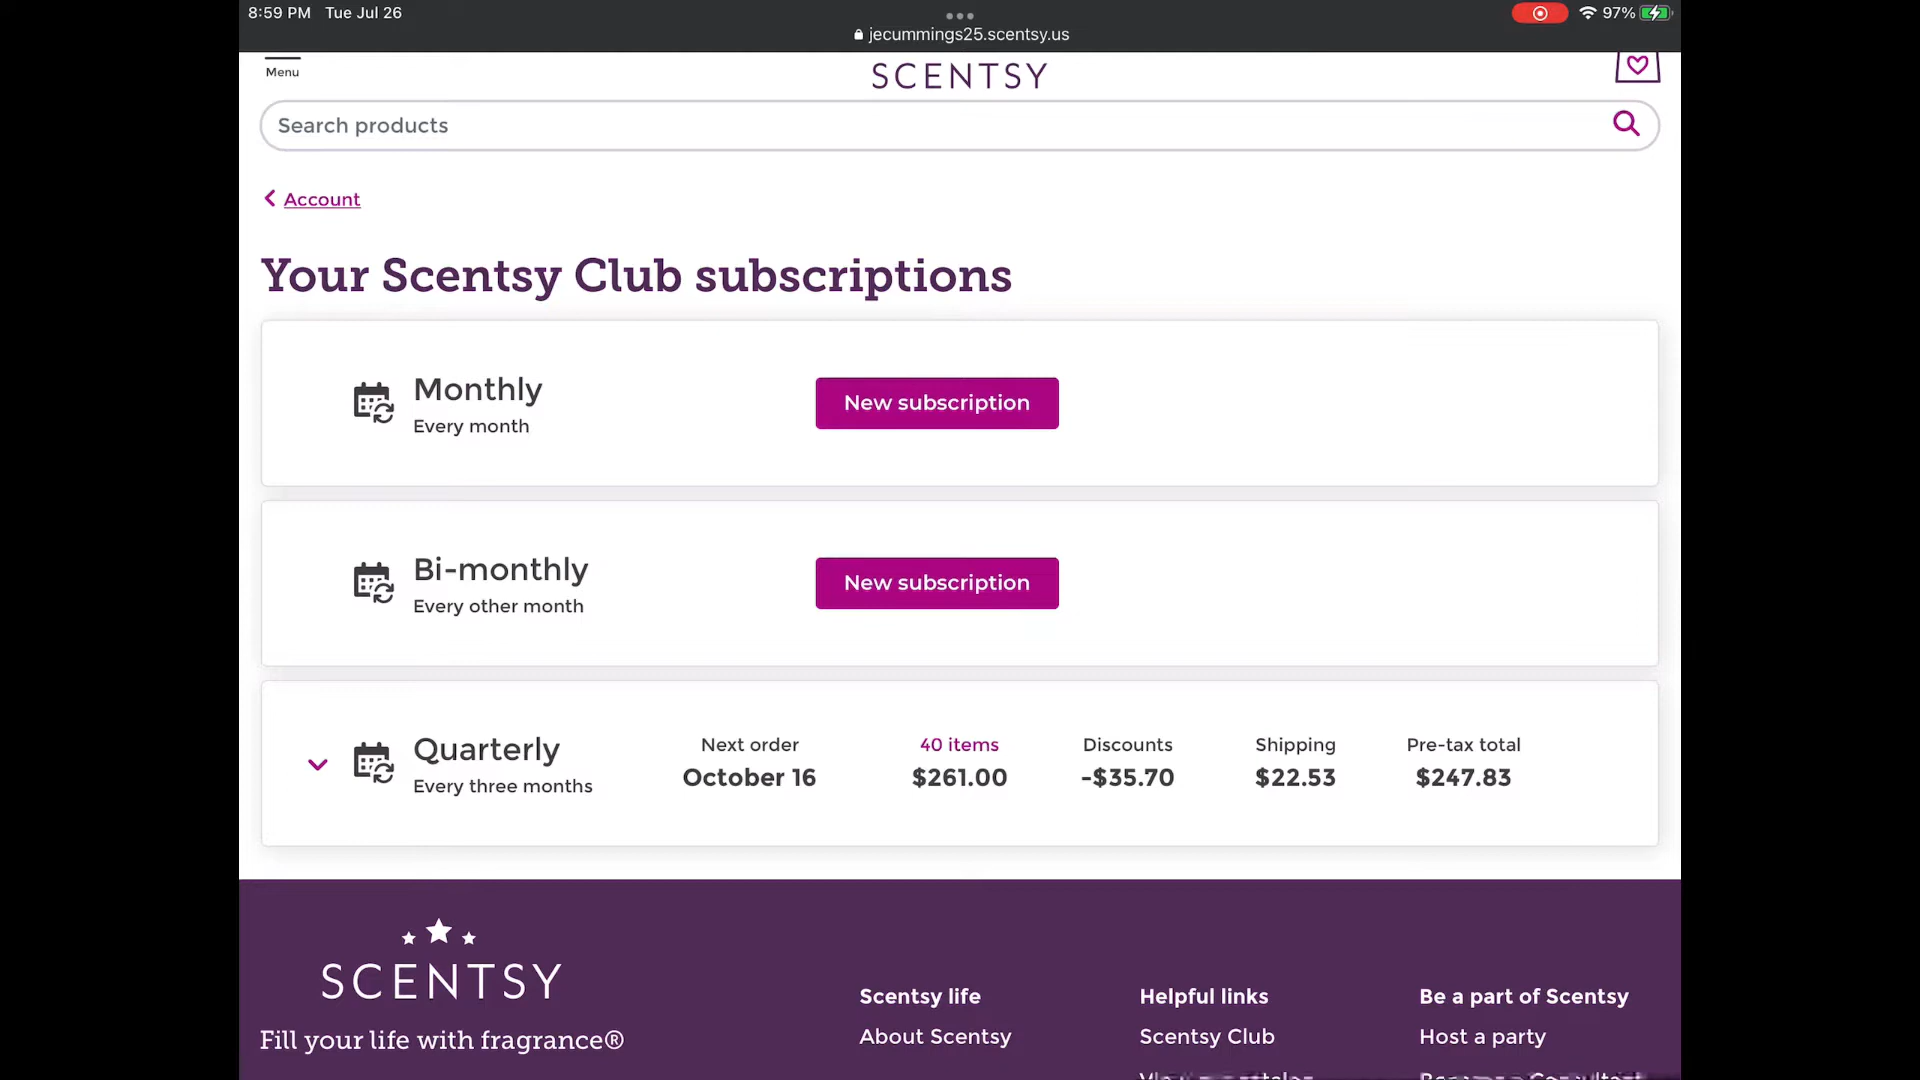 8:59 PM Tue Jul 26
97%
jecummings25.scentsy.us
Menu
SCENTSY
Search products
Account
Your Scentsy Club subscriptions
Monthly
Every month
New subscription
Bi-monthly
Every other month
New subscription
Quarterly
Every three months
Next order
October 16
40 items
$261.00
Discounts
-$35.70
Shipping
$22.53
Pre-tax total
$247.83
SCENTSY
Fill your life with fragrance®
Scentsy life
About Scentsy
Helpful links
Scentsy Club
Be a part of Scentsy
Host a party